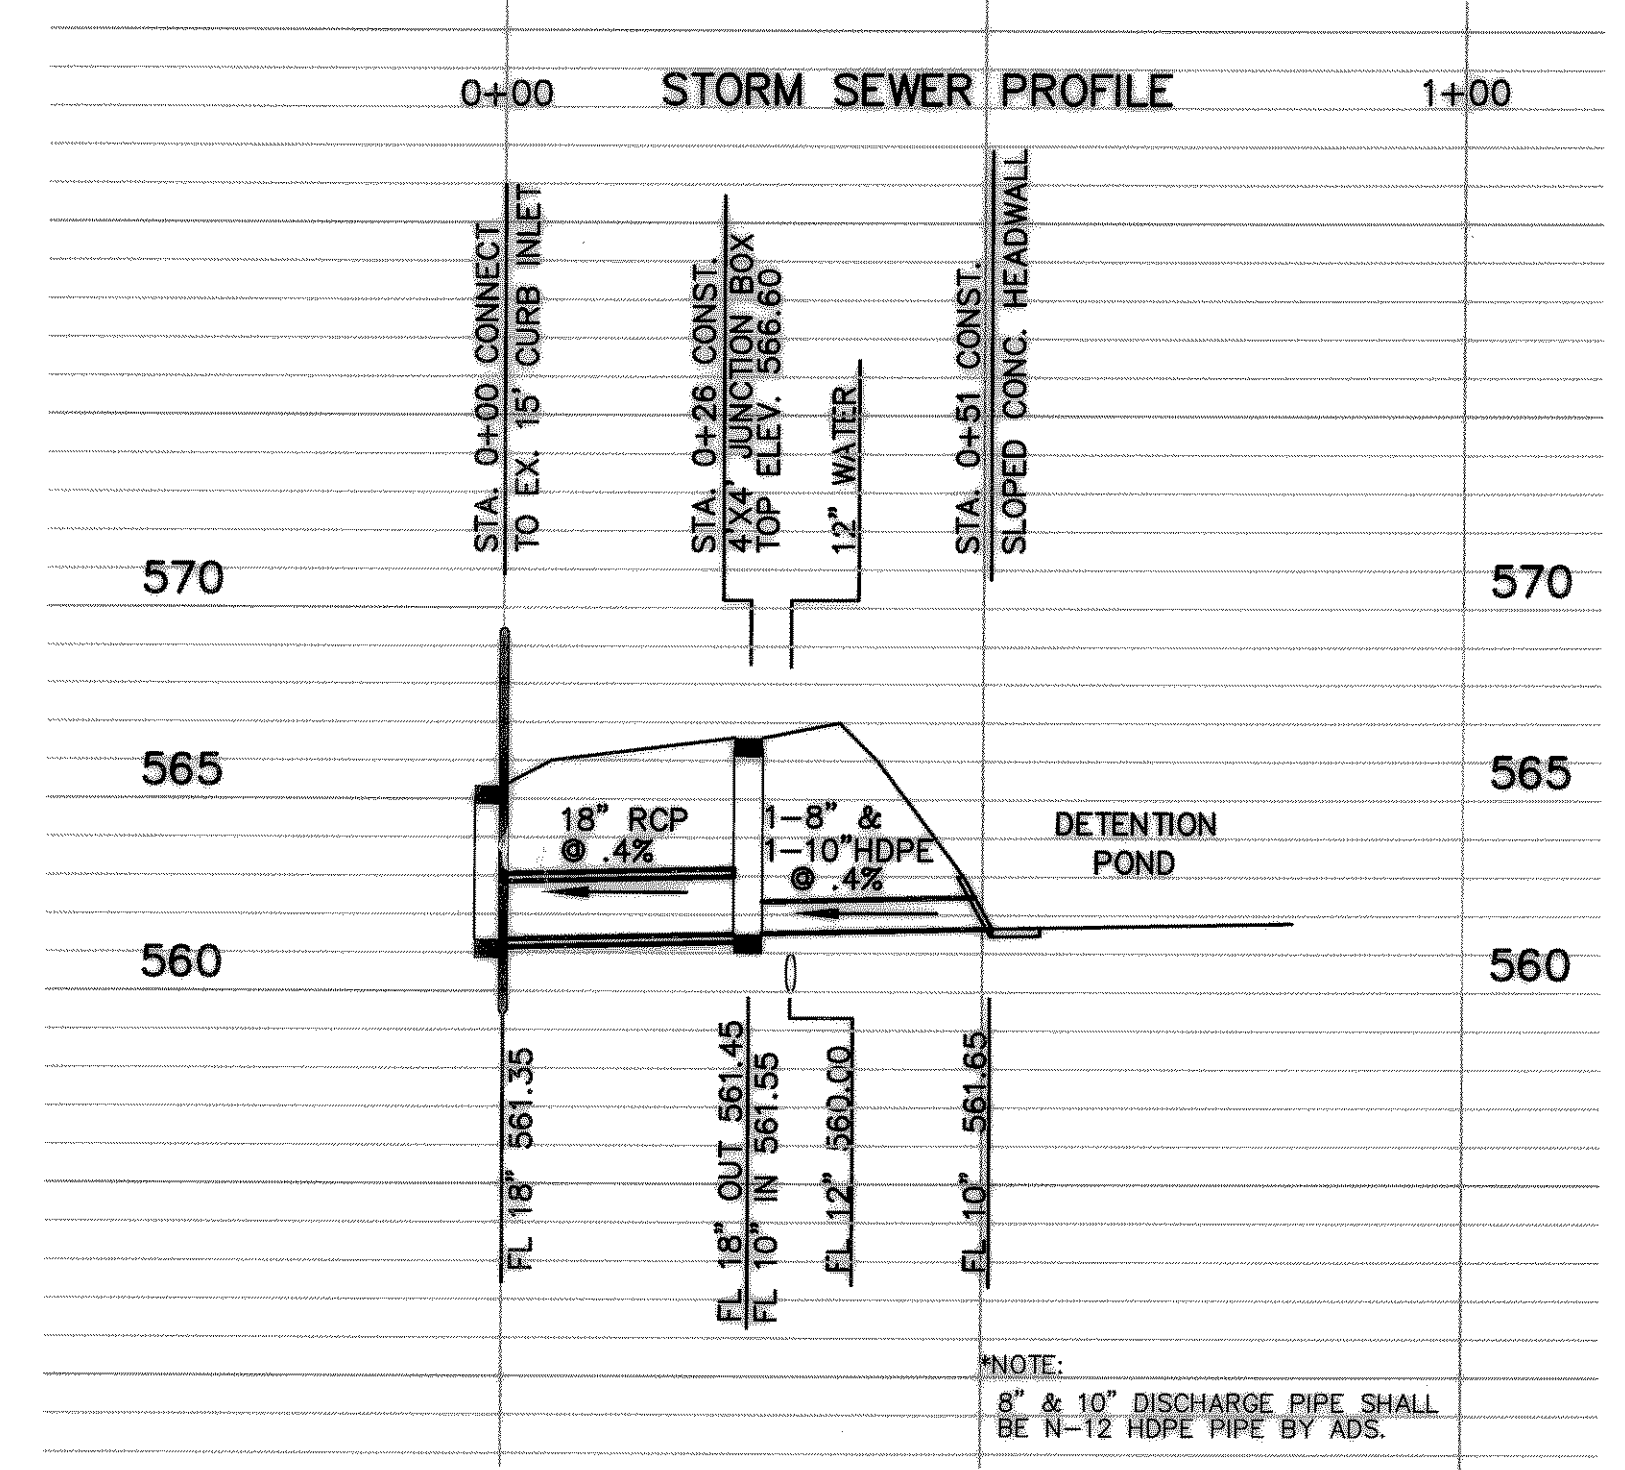 0+00 STORM SEWER PROFILE 1+00
STA. 0+00 CONNECT
TO EX. 15' CURB INLET
STA. 0+26 CONST.
4'X4' JUNCTION BOX
TOP ELEV. 566.60
12" WATER
STA. 0+51 CONST.
SLOPED CONC. HEADWALL
570 570
565 565
18" RCP
@ .4%
1-8" &
1-10"HDPE
@ .4%
DETENTION
POND
560 560
FL 18" 561.35
FL 18" OUT 561.45
FL 10" IN 561.55
FL 12" 560.00
FL 10" 561.65
*NOTE:
8" & 10" DISCHARGE PIPE SHALL
BE N-12 HDPE PIPE BY ADS.